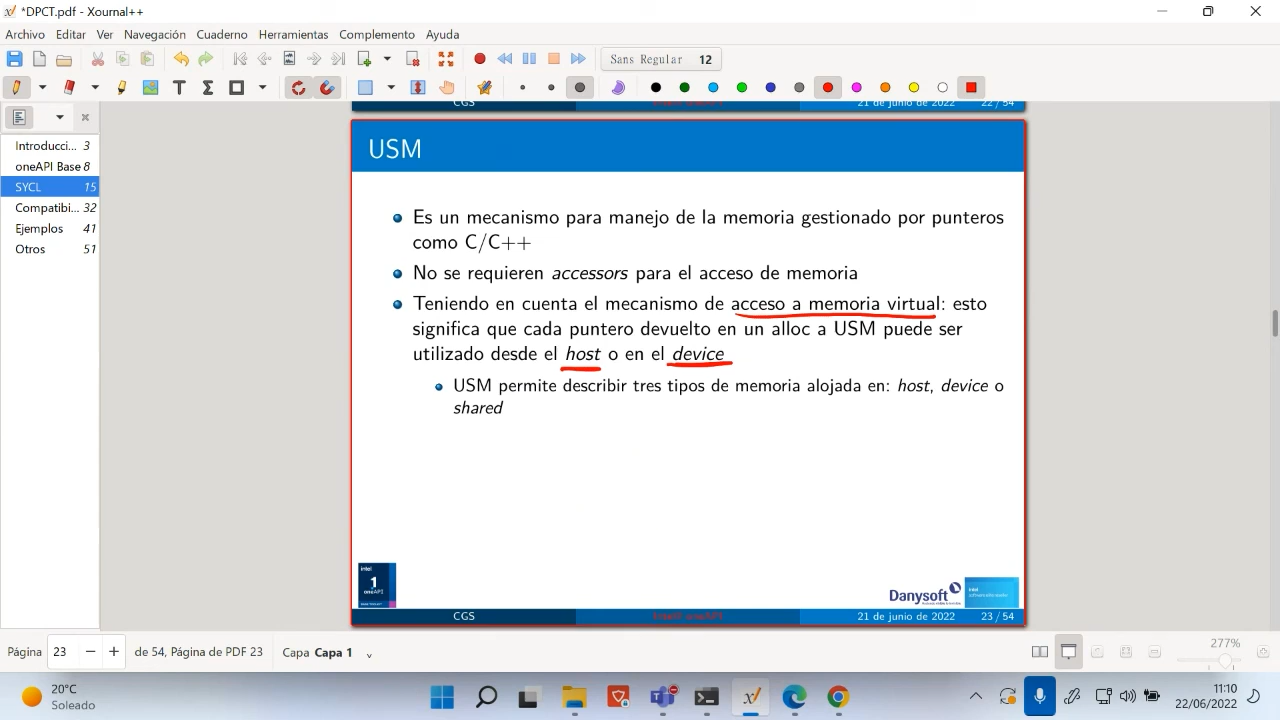 *DPCT.pdf - Xournal++
Archivo Editar Ver Navegación Cuaderno Herramientas Complemento Ayuda
Sans Regular 12
CGS 21 de junio de 2022 22 / 54
Introducci... 3
oneAPI Base 8
SYCL 15
Compatibi... 32
Ejemplos 41
Otros 51
USM
Es un mecanismo para manejo de la memoria gestionado por punteros
como C/C++
No se requieren accessors para el acceso de memoria
Teniendo en cuenta el mecanismo de acceso a memoria virtual: esto
significa que cada puntero devuelto en un alloc a USM puede ser
utilizado desde el host o en el device
USM permite describir tres tipos de memoria alojada en: host, device o
shared
intel
1
oneAPI
Danysoft
intel
CGS 21 de junio de 2022 23 / 54
Página 23 de 54, Página de PDF 23 Capa Capa 1 277%
20°C
Soleado
11:10
22/06/2022